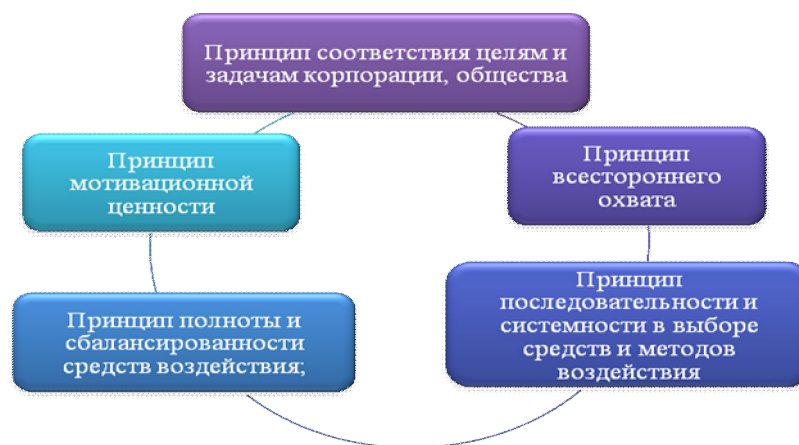 Принцип соответствия целям и
задачам корпорации, общества
Принцип
мотивационной
ценности
Принцип
всестороннего
охвата
Принцип полноты и
сбалансированности
средств воздействия;
Принцип
последовательности и
системности в выборе
средств и методов
воздействия